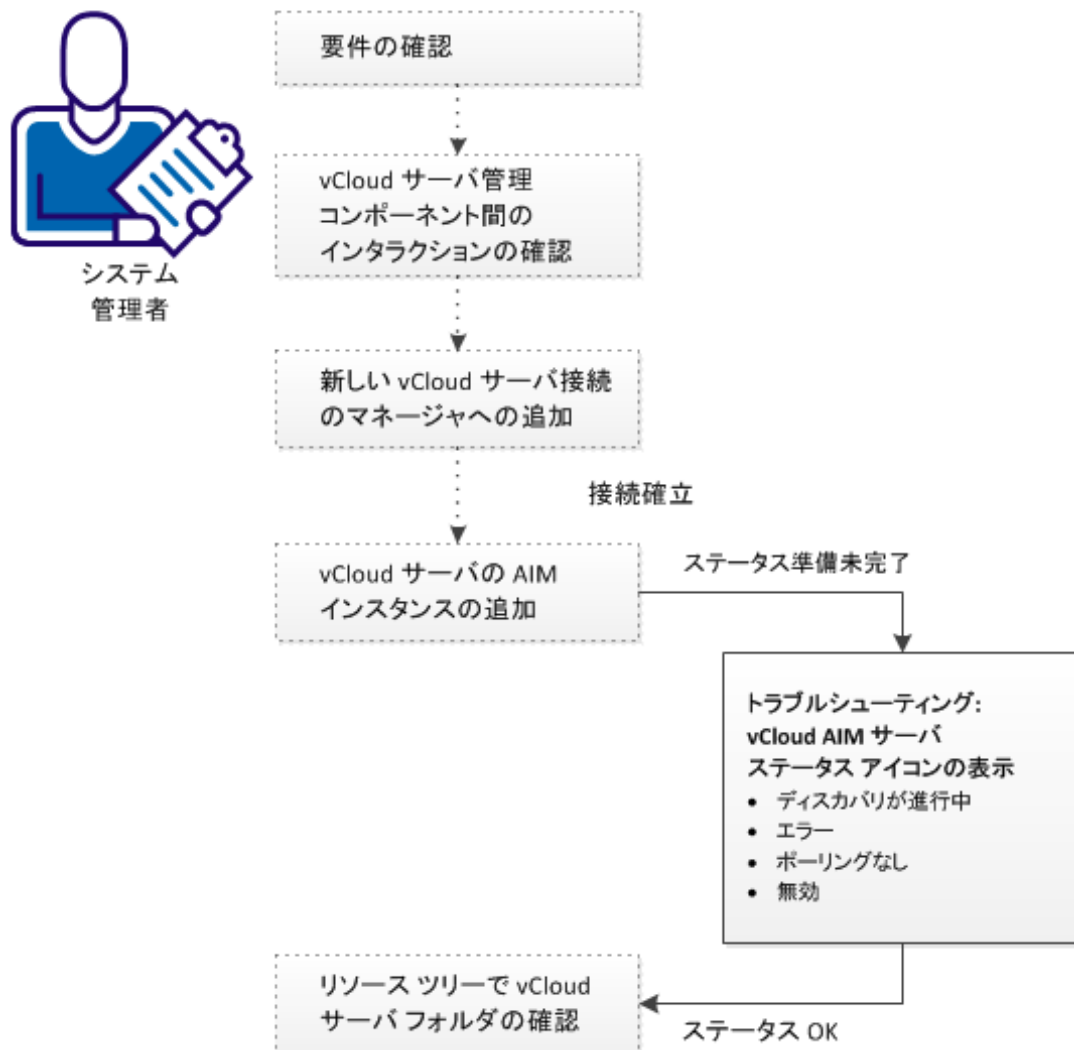 要件の確認
vCloud サーバ管理
コンポーネント間の
インタラクションの確認
システム
管理者
新しい vCloud サーバ接続
のマネージャへの追加
接続確立
vCloud サーバの AIM
インスタンスの追加
ステータス準備未完了
トラブルシューティング:
vCloud AIM サーバ
ステータス アイコンの表示
• ディスカバリが進行中
• エラー
• ポーリングなし
• 無効
リソース ツリーで vCloud
サーバ フォルダの確認
ステータス OK